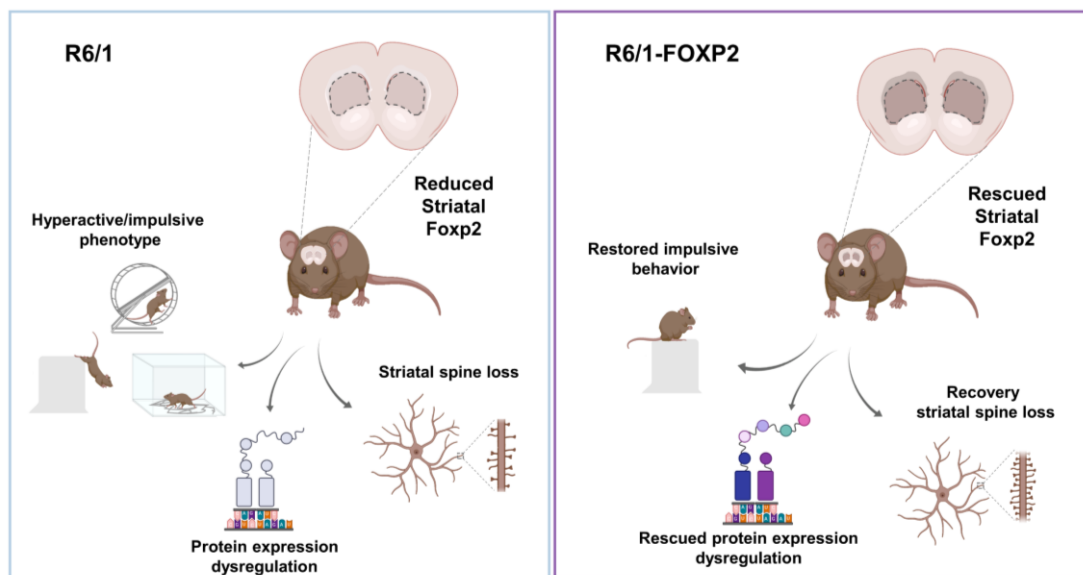 R6/1
Reduced
Striatal
Foxp2
Hyperactive/impulsive
phenotype
Striatal spine loss
Protein expression
dysregulation
R6/1-FOXP2
Rescued
Striatal
Foxp2
Restored impulsive
behavior
Recovery
striatal spine loss
Rescued protein expression
dysregulation